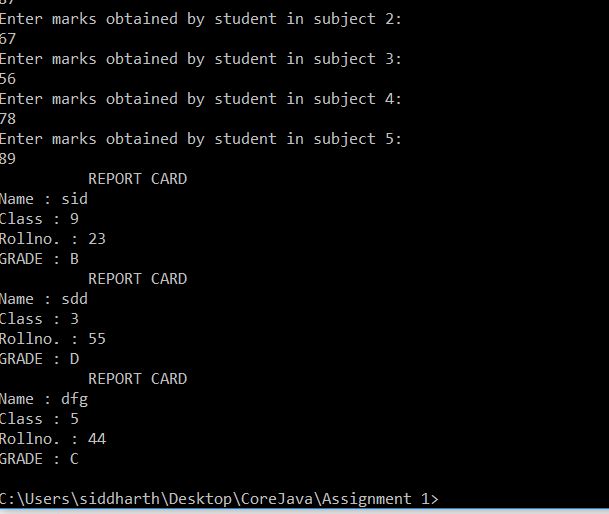 87
Enter marks obtained by student in subject 2:
67
Enter marks obtained by student in subject 3:
56
Enter marks obtained by student in subject 4:
78
Enter marks obtained by student in subject 5:
89
REPORT CARD
Name : sid
Class : 9
Rollno. : 23
GRADE : B
REPORT CARD
Name : sdd
Class : 3
Rollno. : 55
GRADE : D
REPORT CARD
Name : dfg
Class : 5
Rollno. : 44
GRADE : C
C:\Users\siddharth\Desktop\CoreJava\Assignment 1>